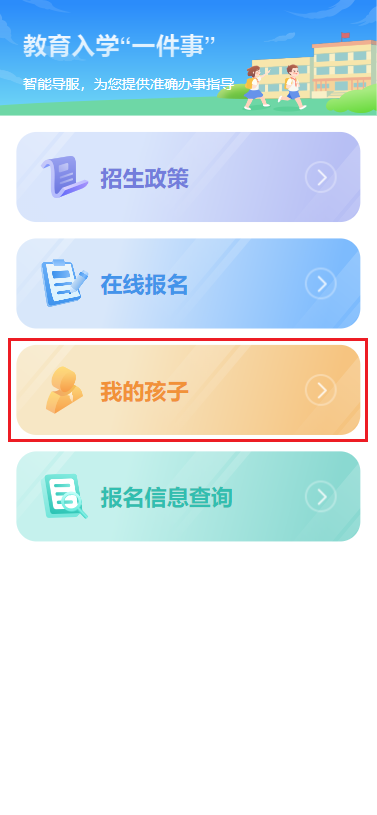 教育入学“一件事”
智能导服，为您提供准确办事指导
招生政策
在线报名
我的孩子
报名信息查询